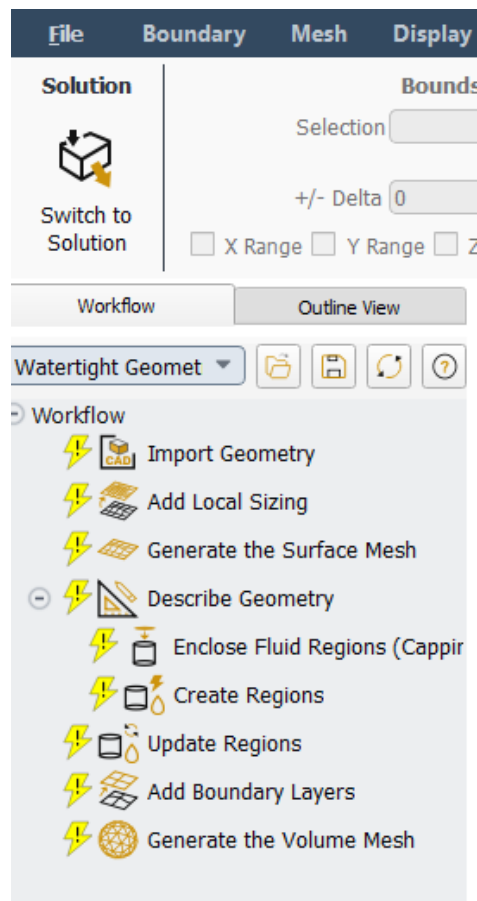 File Boundary Mesh Display
Solution
Bounds
Selection
+/- Delta 0
Switch to
Solution
X Range Y Range Z
Workflow Outline View
Watertight Geomet
Workflow
CAD Import Geometry
Add Local Sizing
Generate the Surface Mesh
Describe Geometry
Enclose Fluid Regions (Cappin
Create Regions
Update Regions
Add Boundary Layers
Generate the Volume Mesh